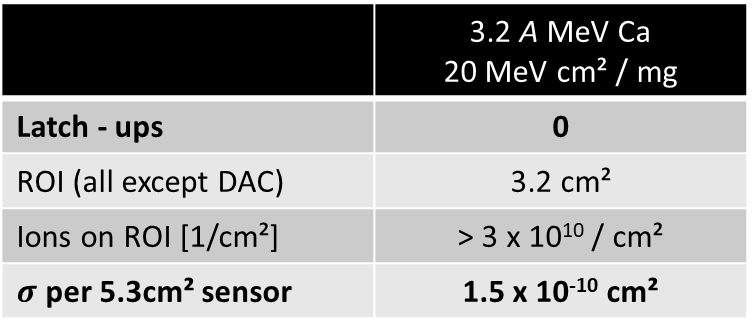 3.2 A MeV Ca
20 MeV cm² / mg
Latch - ups 0
ROI (all except DAC) 3.2 cm²
Ions on ROI [1/cm²] > 3 x 10¹⁰ / cm²
σ per 5.3cm² sensor 1.5 x 10⁻¹⁰ cm²